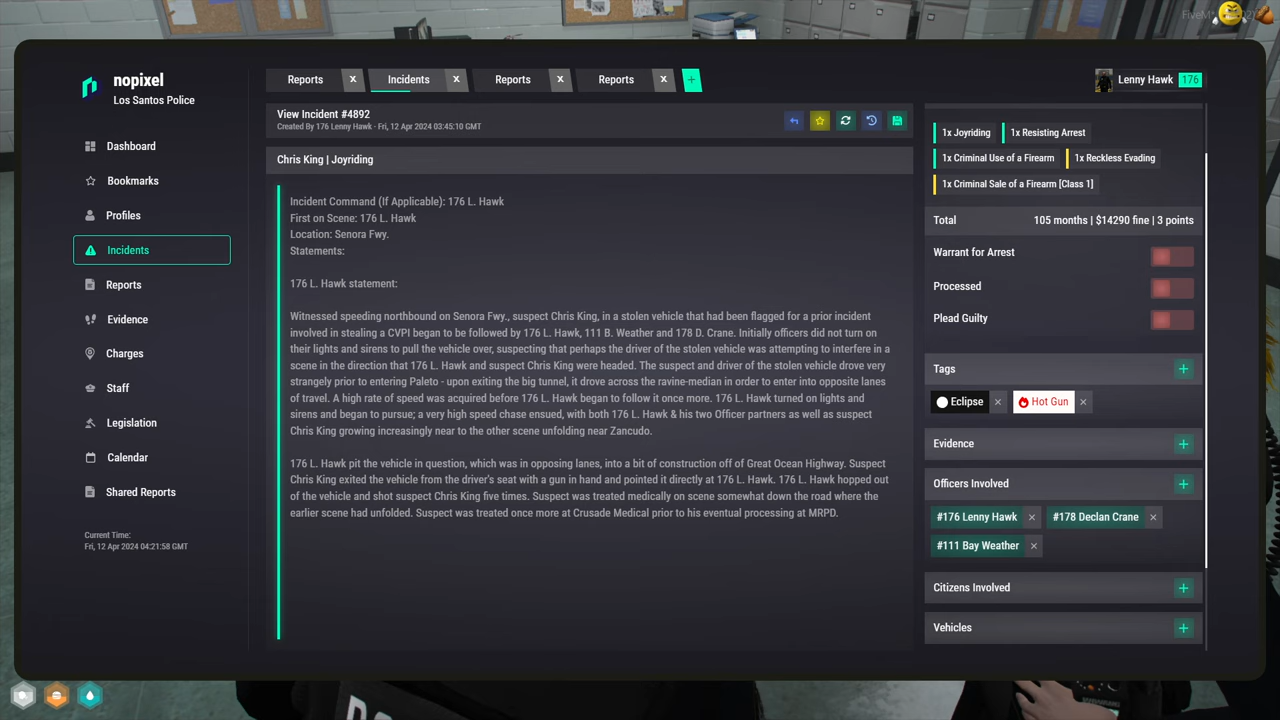 FiveM
nopixel
Los Santos Police
Dashboard
Bookmarks
Profiles
Incidents
Reports
Evidence
Charges
Staff
Legislation
Calendar
Shared Reports
Current Time:
Fri, 12 Apr 2024 04:21:58 GMT
Reports x Incidents x Reports x Reports x +
Lenny Hawk 176
View Incident #4892
Created By 176 Lenny Hawk - Fri, 12 Apr 2024 03:45:10 GMT
Chris King | Joyriding
Incident Command (If Applicable): 176 L. Hawk
First on Scene: 176 L. Hawk
Location: Senora Fwy.
Statements:
176 L. Hawk statement:
Witnessed speeding northbound on Senora Fwy., suspect Chris King, in a stolen vehicle that had been flagged for a prior incident
involved in stealing a CVPI began to be followed by 176 L. Hawk, 111 B. Weather and 178 D. Crane. Initially officers did not turn on
their lights and sirens to pull the vehicle over, suspecting that perhaps the driver of the stolen vehicle was attempting to interfere in a
scene in the direction that 176 L. Hawk and suspect Chris King were headed. The suspect and driver of the stolen vehicle drove very
strangely prior to entering Paleto - upon exiting the big tunnel, it drove across the ravine-median in order to enter into opposite lanes
of travel. A high rate of speed was acquired before 176 L. Hawk began to follow it once more. 176 L. Hawk turned on lights and
sirens and began to pursue; a very high speed chase ensued, with both 176 L. Hawk & his two Officer partners as well as suspect
Chris King growing increasingly near to the other scene unfolding near Zancudo.
176 L. Hawk pit the vehicle in question, which was in opposing lanes, into a bit of construction off of Great Ocean Highway. Suspect
Chris King exited the vehicle from the driver's seat with a gun in hand and pointed it directly at 176 L. Hawk. 176 L. Hawk hopped out
of the vehicle and shot suspect Chris King five times. Suspect was treated medically on scene somewhat down the road where the
earlier scene had unfolded. Suspect was treated once more at Crusade Medical prior to his eventual processing at MRPD.
1x Joyriding 1x Resisting Arrest
1x Criminal Use of a Firearm 1x Reckless Evading
1x Criminal Sale of a Firearm [Class 1]
Total 105 months | $14290 fine | 3 points
Warrant for Arrest
Processed
Plead Guilty
Tags +
Eclipse × Hot Gun ×
Evidence +
Officers Involved +
#176 Lenny Hawk × #178 Declan Crane ×
#111 Bay Weather ×
Citizens Involved +
Vehicles +